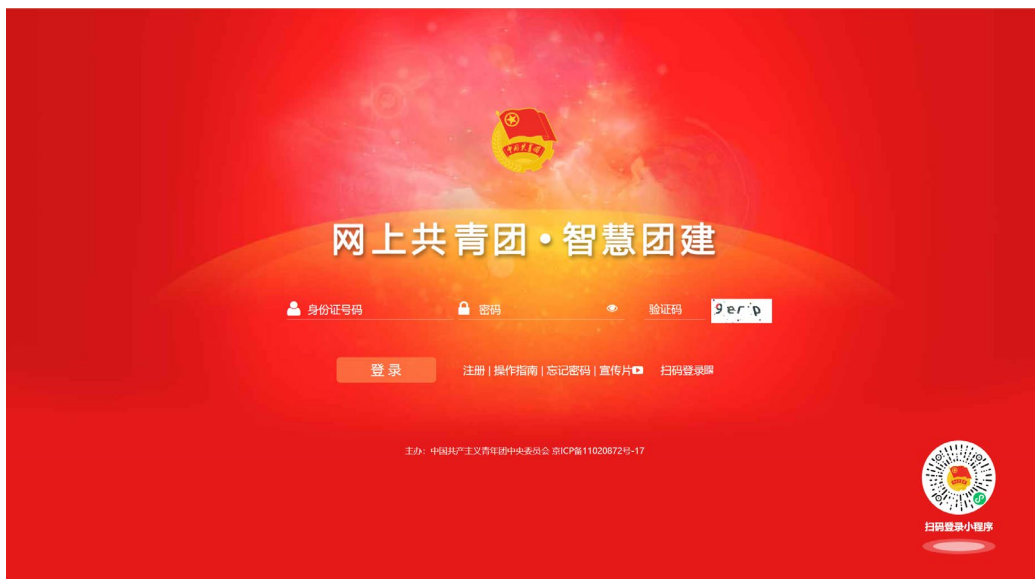 网上共青团·智慧团建
身份证号码 密码 验证码 9erp
登录 注册 | 操作指南 | 忘记密码 | 宣传片 扫码登录
主办：中国共产主义青年团中央委员会 京ICP备11020872号-17
扫码登录小程序